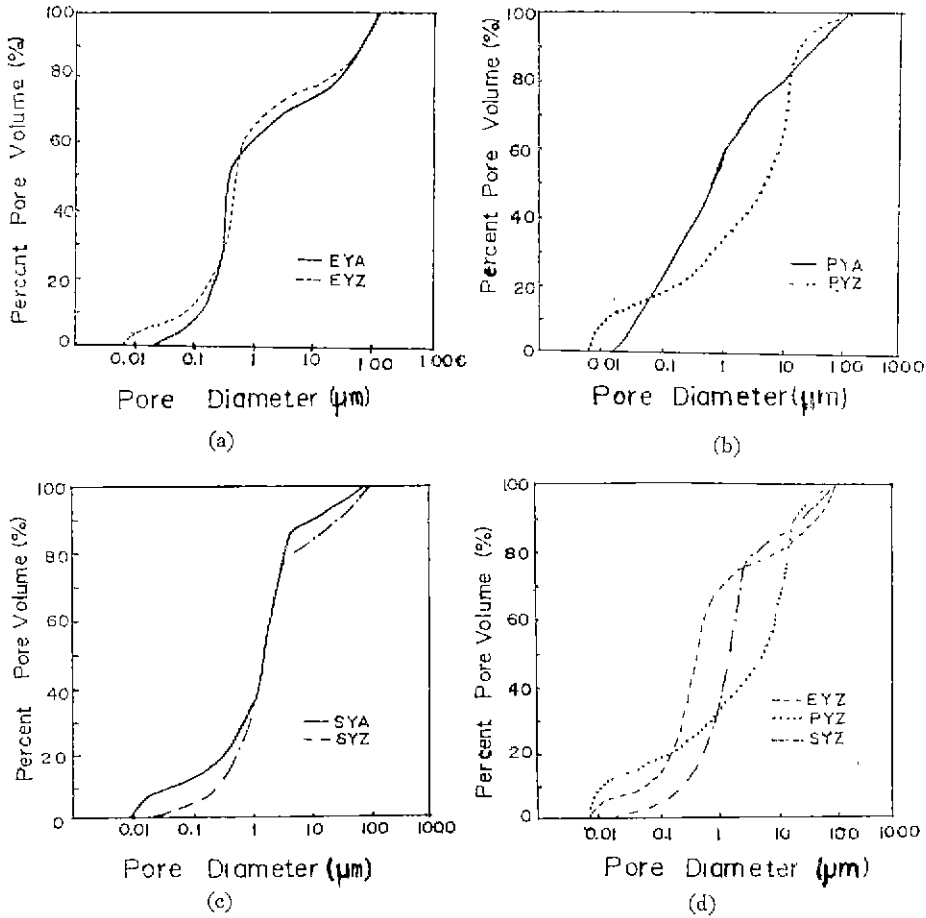 Percent Pore Volume (%)
100
80
60
40
20
0
EYA
EYZ
0.01 0.1 1 10 100 1000
Pore Diameter (μm)
(a)
Percent Pore Volume (%)
100
80
60
40
20
0
PYA
PYZ
0.01 0.1 1 10 100 1000
Pore Diameter (μm)
(b)
Percent Pore Volume (%)
100
80
60
40
20
0
SYA
SYZ
0.01 0.1 1 10 100 1000
Pore Diameter (μm)
(c)
Percent Pore Volume (%)
100
80
60
40
20
0
EYZ
PYZ
SYZ
0.01 0.1 1 10 100 1000
Pore Diameter (μm)
(d)